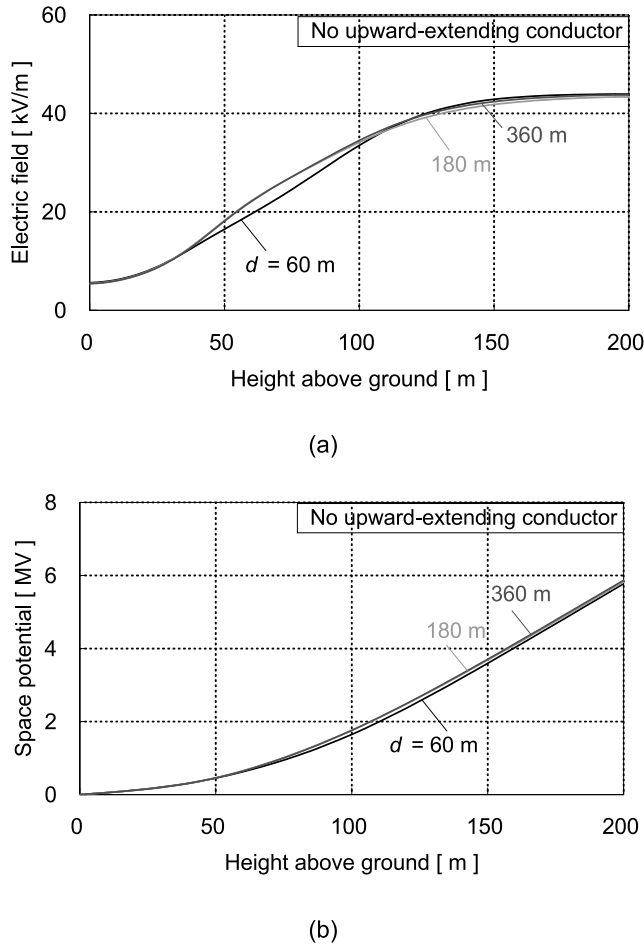 60
No upward-extending conductor
Electric field [ kV/m ]
40
360 m
180 m
20
d = 60 m
0
0 50 100 150 200
Height above ground [ m ]
(a)
8
No upward-extending conductor
Space potential [ MV ]
6
360 m
180 m
4
2
d = 60 m
0
0 50 100 150 200
Height above ground [ m ]
(b)